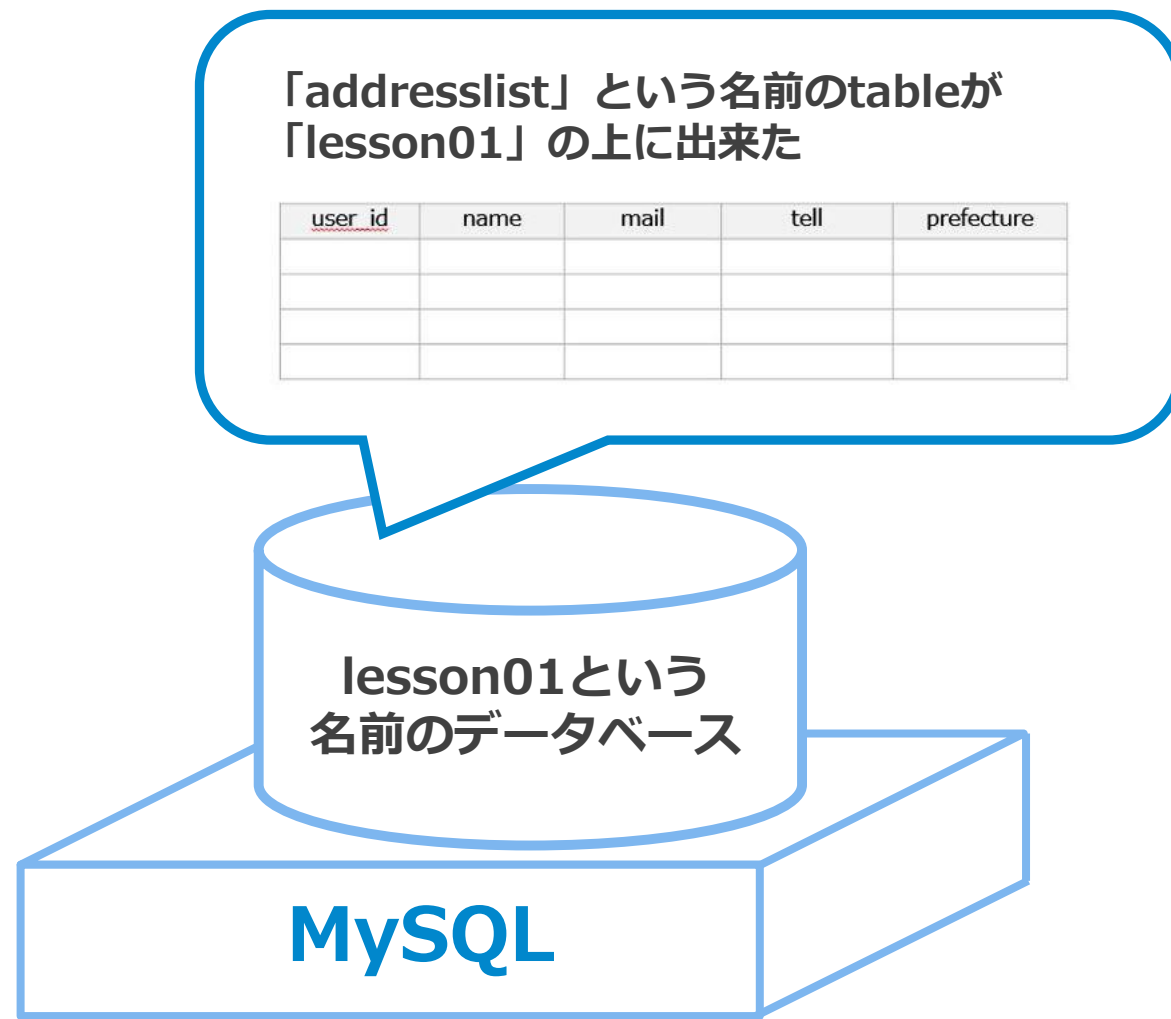 「addresslist」という名前のtableが
「lesson01」の上に出来た
user_id name mail tell prefecture
lesson01という
名前のデータベース
MySQL